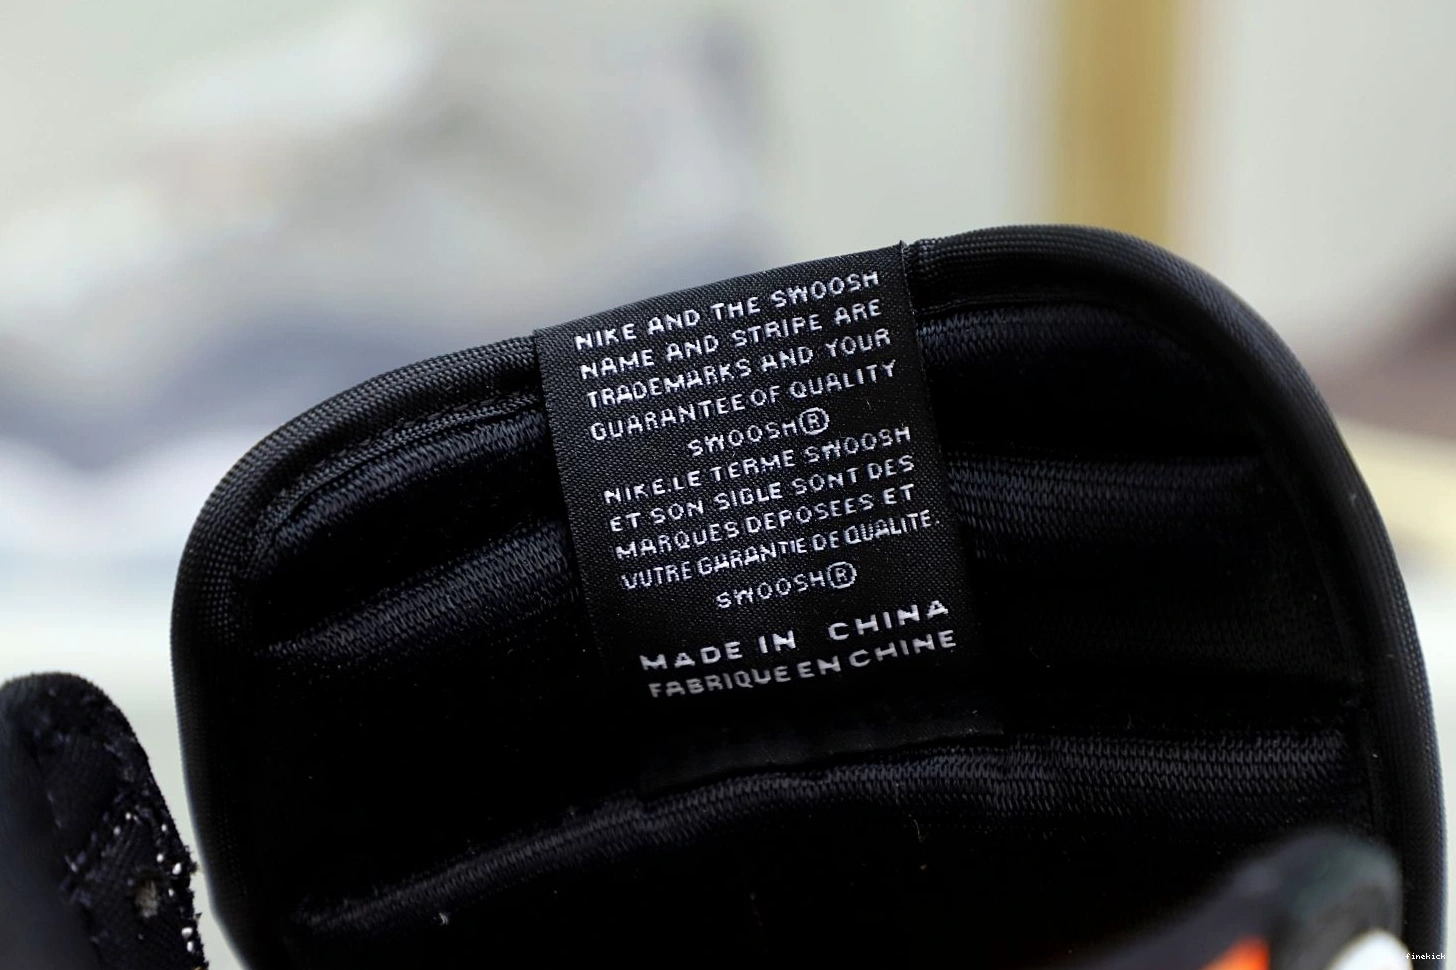 NIKE AND THE SWOOSH
NAME AND STRIPE ARE
TRADEMARKS AND YOUR
GUARANTEE OF QUALITY
SWOOSH®
NIKE.LE TERME SWOOSH
ET SON SIGLE SONT DES
MARQUES DEPOSEES ET
VUTRE GARANTIE DE QUALITE.
SWOOSH®
MADE IN CHINA
FABRIQUE EN CHINE
finekick